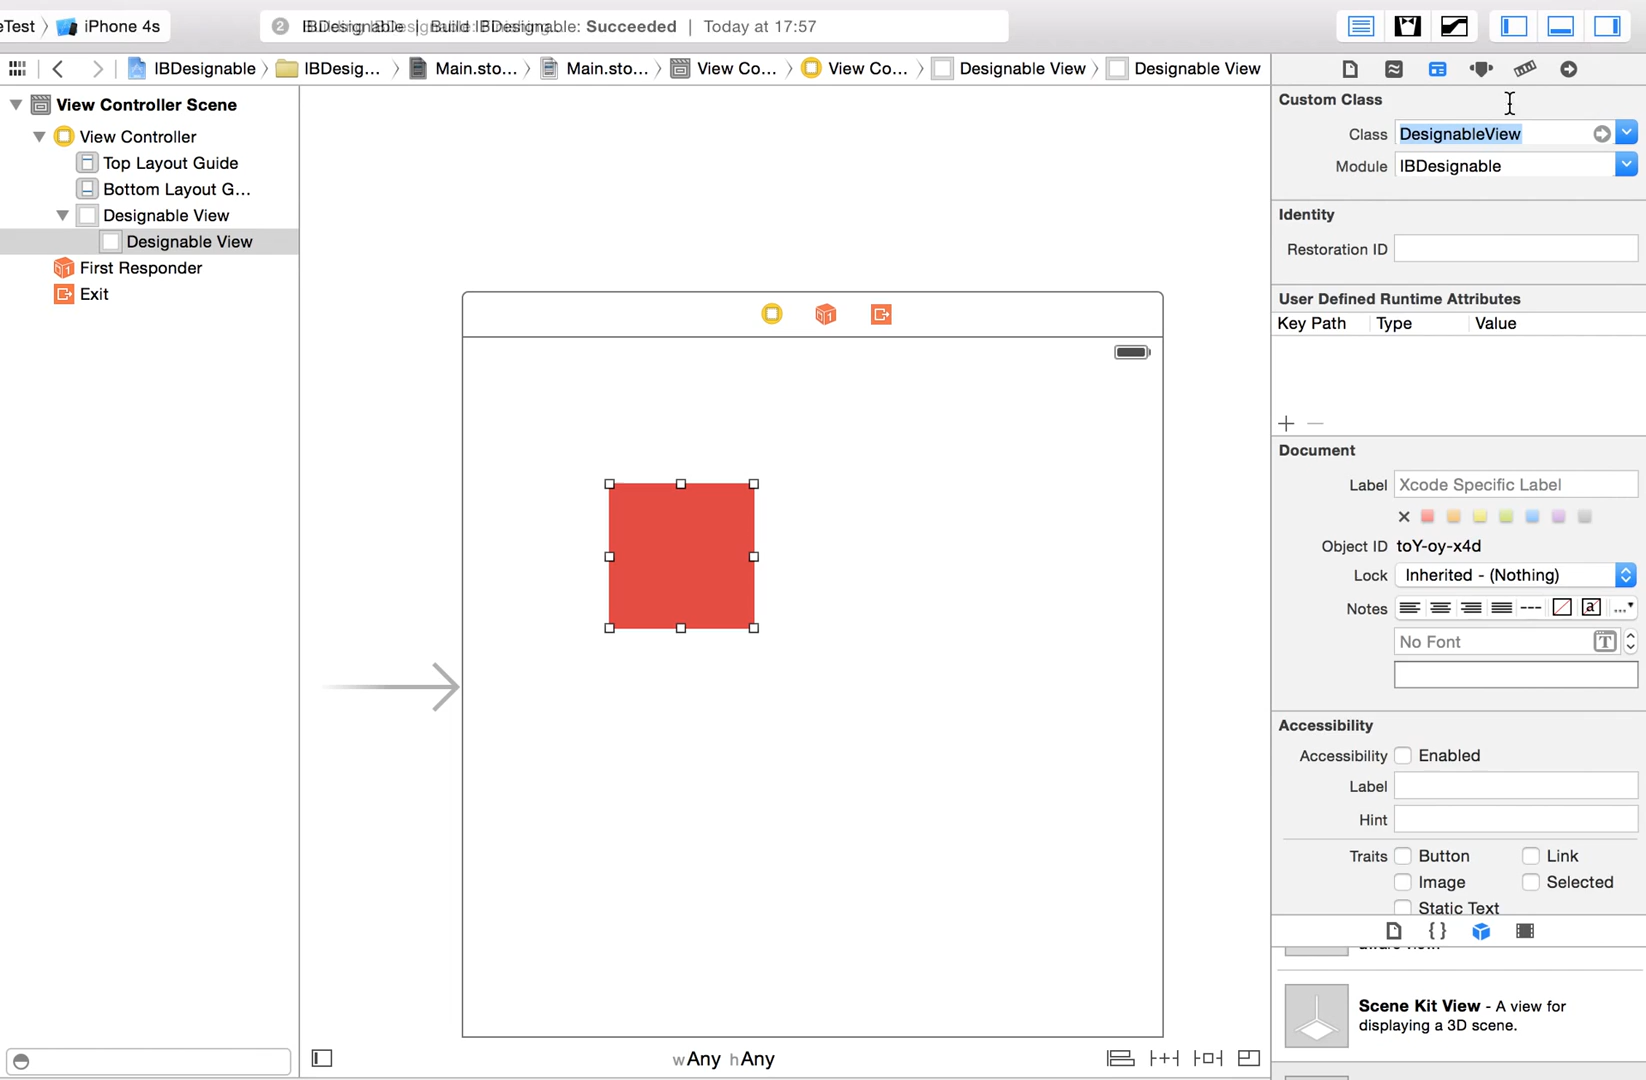 eTest
iPhone 4s
2
Succeeded | Today at 17:57
IBDesignable
IBDesig...
Main.sto...
Main.sto...
View Co...
View Co...
Designable View
Designable View
View Controller Scene
View Controller
Top Layout Guide
Bottom Layout G...
Designable View
Designable View
First Responder
Exit
wAny hAny
Custom Class
Class DesignableView
Module IBDesignable
Identity
Restoration ID
User Defined Runtime Attributes
Key Path Type Value
Document
Label Xcode Specific Label
Object ID toY-oy-x4d
Lock Inherited - (Nothing)
Notes
No Font
Accessibility
Accessibility Enabled
Label
Hint
Traits Button Link
Image Selected
Static Text
{ }
Scene Kit View - A view for
displaying a 3D scene.